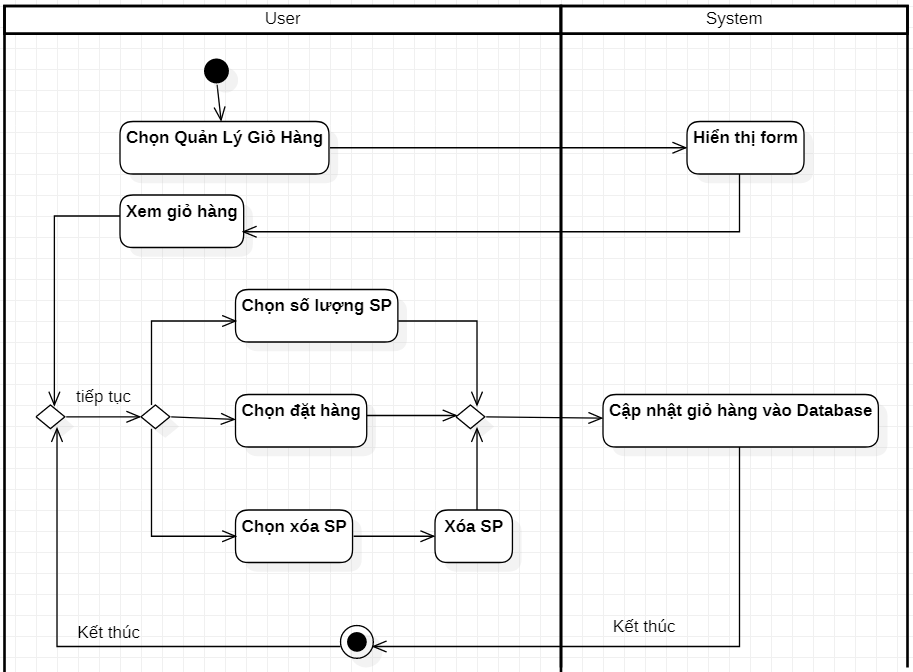 User
System
Chọn Quản Lý Giỏ Hàng
Hiển thị form
Xem giỏ hàng
Chọn số lượng SP
tiếp tục
Chọn đặt hàng
Cập nhật giỏ hàng vào Database
Chọn xóa SP
Xóa SP
Kết thúc
Kết thúc